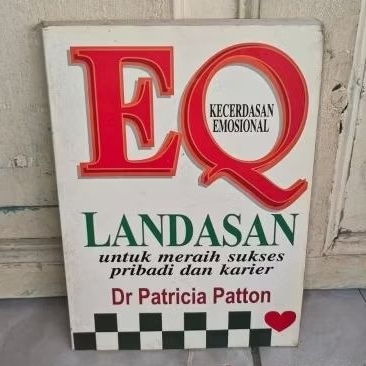 EQ
KECERDASAN
EMOSIONAL
LANDASAN
untuk meraih sukses
pribadi dan karier
Dr Patricia Patton